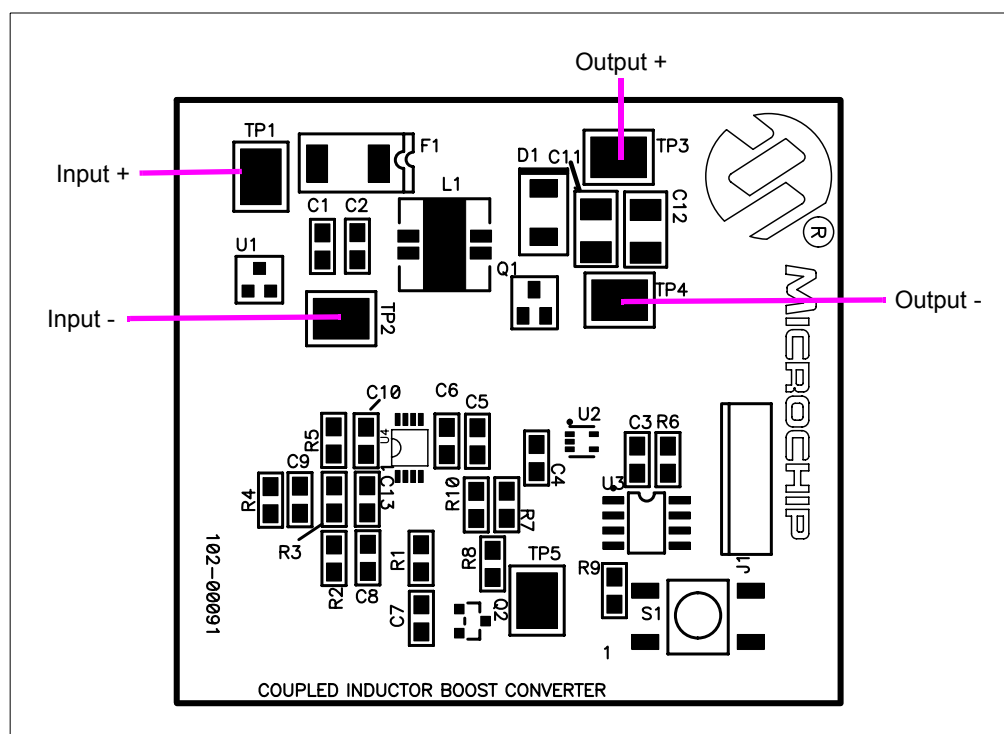 Output +
TP1
F1
TP3
D1
C11
Input +
L1
C1
C2
C12
R
U1
Q1
TP2
TP4
Input -
Output -
MICROCHIP
C10
C6
C5
U2
C3
R6
R5
U4
C9
C4
R4
C13
R10
R7
U3
R3
R2
C8
R1
R8
TP5
R9
J1
C7
Q2
S1
1
102-00091
COUPLED INDUCTOR BOOST CONVERTER